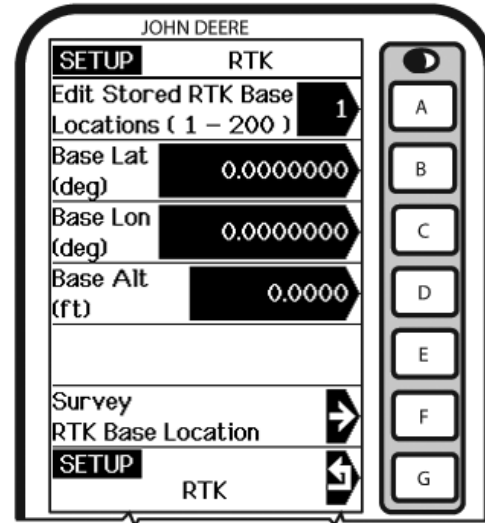 JOHN DEERE
SETUP RTK
Edit Stored RTK Base
Locations ( 1 – 200 ) 1
A
Base Lat
(deg) 0.0000000
B
Base Lon
(deg) 0.0000000
C
Base Alt
(ft) 0.0000
D
E
Survey
RTK Base Location
F
SETUP
RTK
G